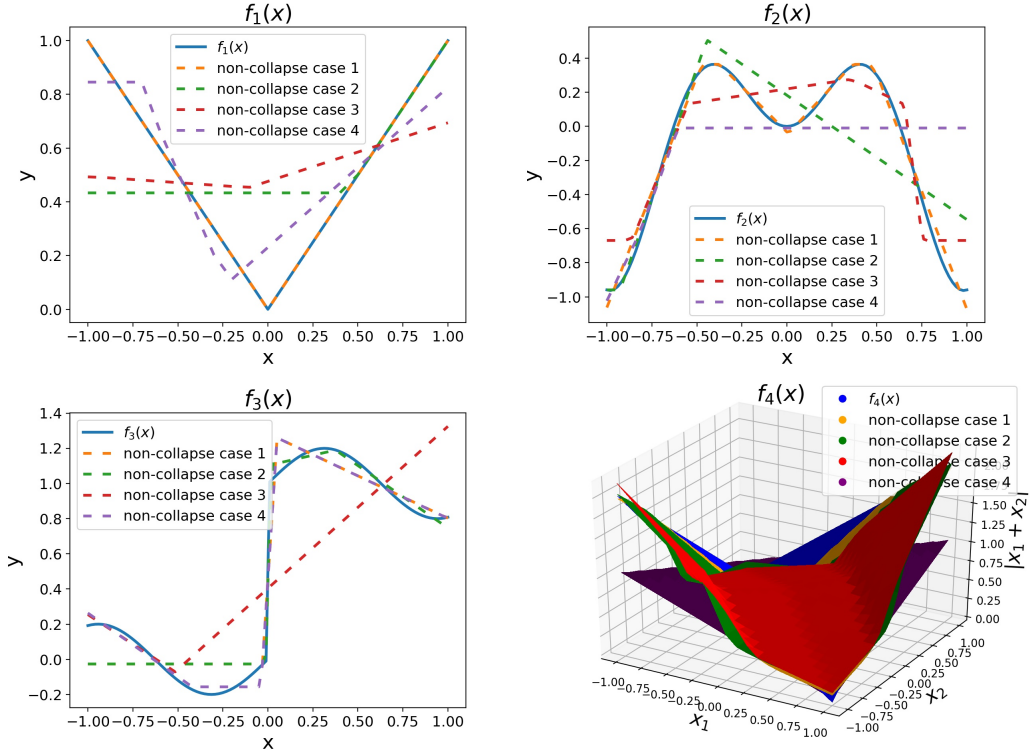 f₁(x)
f₁(x)
non-collapse case 1
non-collapse case 2
non-collapse case 3
non-collapse case 4
1.0
0.8
0.6
0.4
0.2
0.0
y
−1.00 −0.75 −0.50 −0.25 0.00 0.25 0.50 0.75 1.00
x
f₂(x)
0.4
0.2
0.0
−0.2
−0.4
−0.6
−0.8
−1.0
y
f₂(x)
non-collapse case 1
non-collapse case 2
non-collapse case 3
non-collapse case 4
−1.00 −0.75 −0.50 −0.25 0.00 0.25 0.50 0.75 1.00
x
f₃(x)
f₃(x)
non-collapse case 1
non-collapse case 2
non-collapse case 3
non-collapse case 4
1.4
1.2
1.0
0.8
0.6
0.4
0.2
0.0
−0.2
y
−1.00 −0.75 −0.50 −0.25 0.00 0.25 0.50 0.75 1.00
x
f₄(x)
f₄(x)
non-collapse case 1
non-collapse case 2
non-collapse case 3
non-collapse case 4
1.50
1.25
1.00
0.75
0.50
0.25
0.00
|x₁ + x₂|
−1.00 −0.75 −0.50 −0.25 0.00 0.25 0.50 0.75 1.00
x₁
1.00
0.75
0.50
0.25
0.00
−0.25
−0.50
−0.75
−1.00
x₂